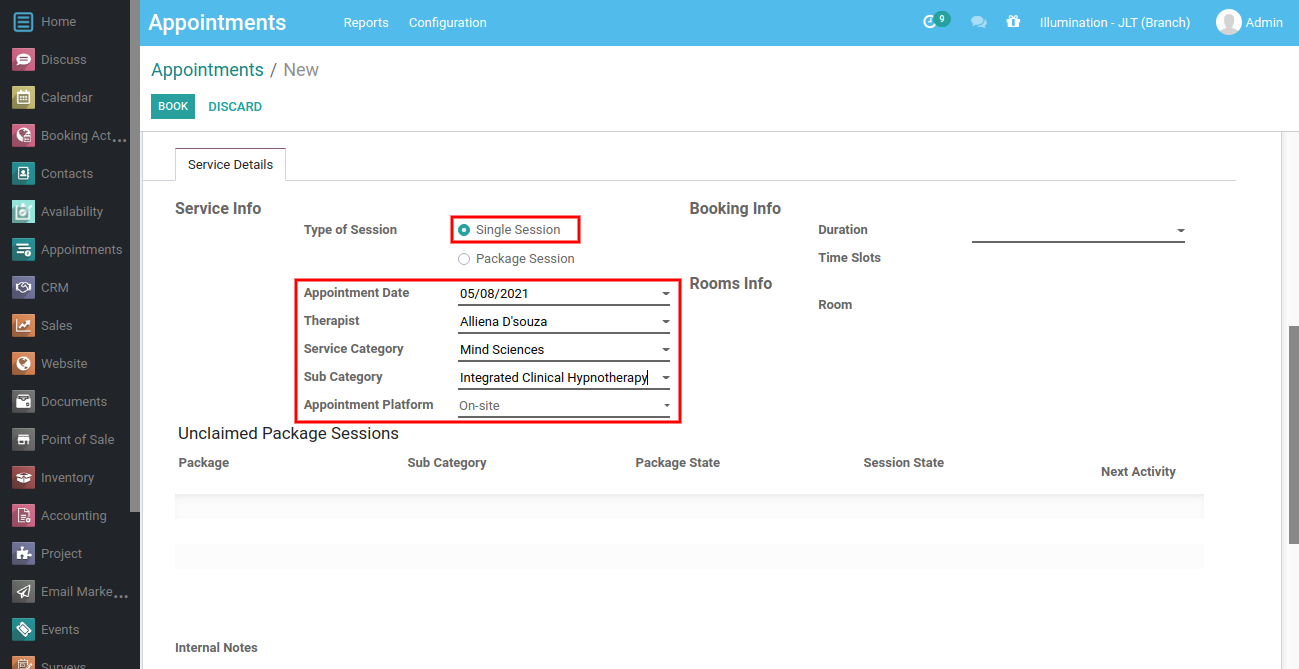 Home
Discuss
Calendar
Booking Act...
Contacts
Availability
Appointments
CRM
Sales
Website
Documents
Point of Sale
Inventory
Accounting
Project
Email Marke...
Events
Surveys
Appointments Reports Configuration 9 Illumination - JLT (Branch) Admin
Appointments / New
BOOK DISCARD
Service Details
Service Info
Type of Session Single Session
Package Session
Appointment Date 05/08/2021
Therapist Alliena D'souza
Service Category Mind Sciences
Sub Category Integrated Clinical Hypnotherapy
Appointment Platform On-site
Booking Info
Duration
Time Slots
Rooms Info
Room
Unclaimed Package Sessions
Package Sub Category Package State Session State Next Activity
Internal Notes